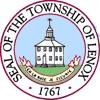 SEAL OF THE TOWNSHIP OF LENOX
1767